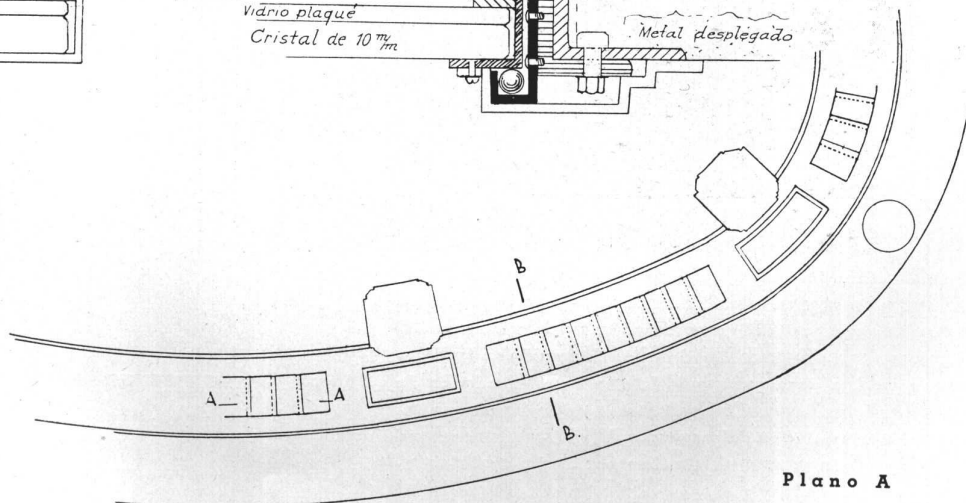 Vidrio plaqué
Cristal de 10 m/m
Metal desplegado
B
A
A
B.
Plano A